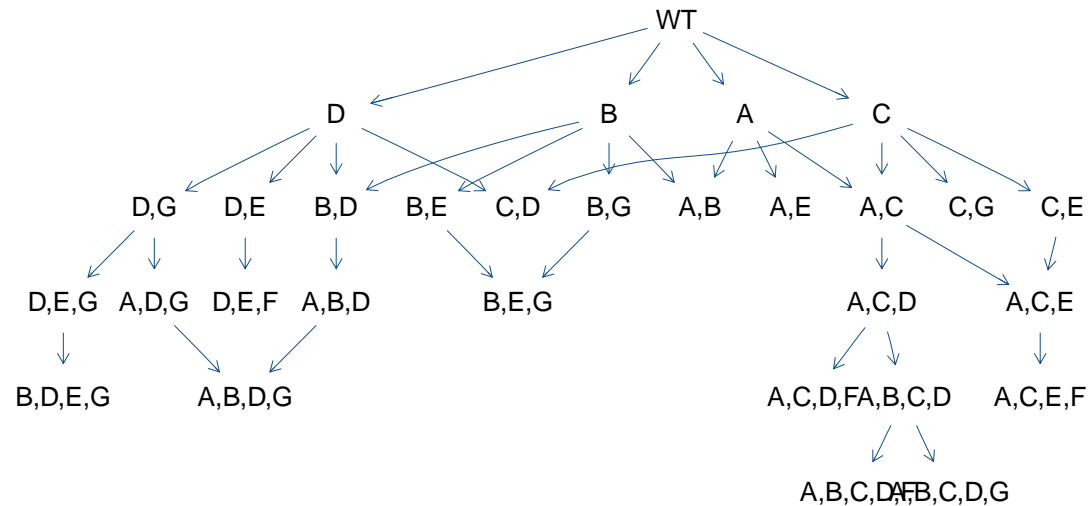 WT
D B A C
D,G D,E B,D B,E C,D B,G A,B A,E A,C C,G C,E
D,E,G A,D,G D,E,F A,B,D B,E,G A,C,D A,C,E
B,D,E,G A,B,D,G A,C,D,F A,B,C,D A,C,E,F
A,B,C,D,F A,B,C,D,G